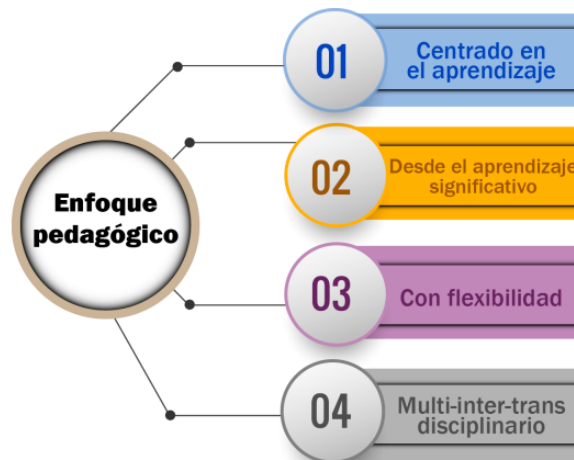 Enfoque
pedagógico
01
Centrado en
el aprendizaje
02
Desde el aprendizaje
significativo
03
Con flexibilidad
04
Multi-inter-trans
disciplinario